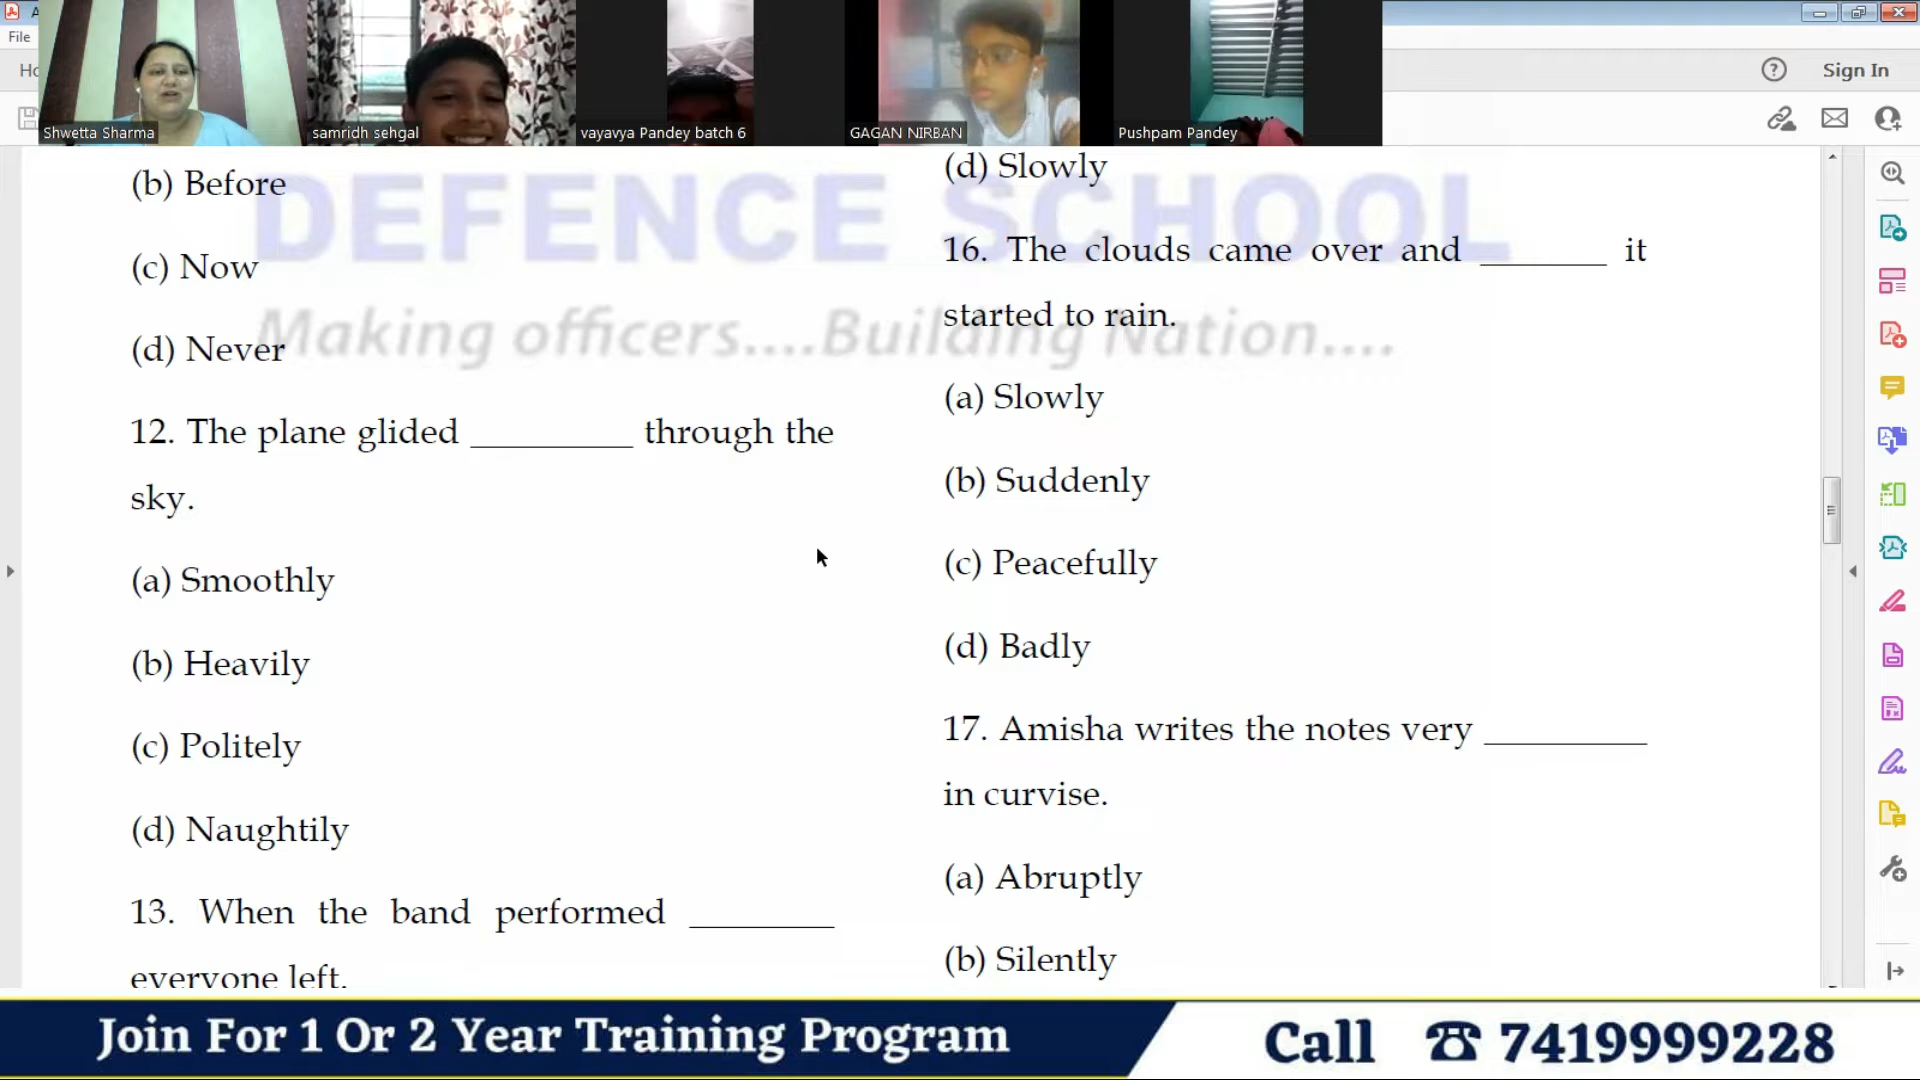 File
Sign In
Shwetta Sharma
samridh sehgal
vayavya Pandey batch 6
GAGAN NIRBAN
Pushpam Pandey
DEFENCE SCHOOL
Making officers....Building Nation....
(b) Before
(c) Now
(d) Never
12. The plane glided _________ through the
sky.
(a) Smoothly
(b) Heavily
(c) Politely
(d) Naughtily
13. When the band performed ________
everyone left.
(d) Slowly
16. The clouds came over and _______ it
started to rain.
(a) Slowly
(b) Suddenly
(c) Peacefully
(d) Badly
17. Amisha writes the notes very _________
in curvise.
(a) Abruptly
(b) Silently
Join For 1 Or 2 Year Training Program
Call ☎ 7419999228